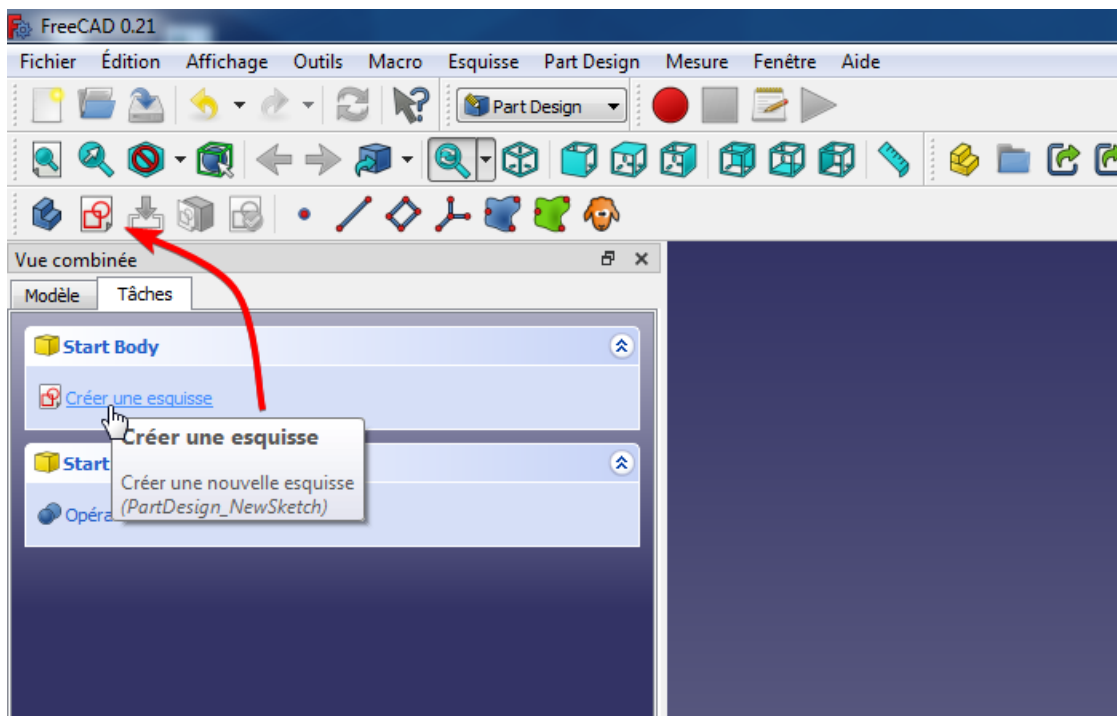 FreeCAD 0.21
Fichier Édition Affichage Outils Macro Esquisse Part Design Mesure Fenêtre Aide
Part Design
Vue combinée
Modèle Tâches
Start Body
Créer une esquisse
Créer une esquisse
Start
Créer une nouvelle esquisse
(PartDesign_NewSketch)
Opéra